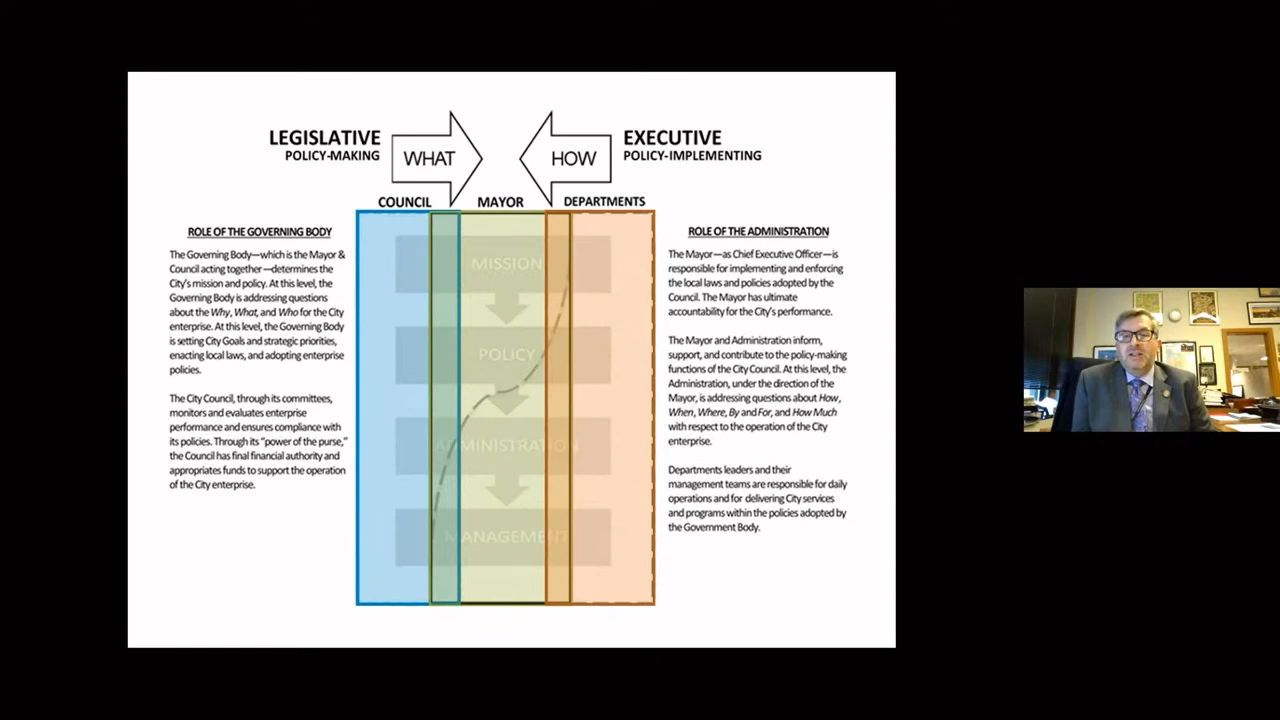 LEGISLATIVE
POLICY-MAKING
WHAT
HOW
EXECUTIVE
POLICY-IMPLEMENTING
COUNCIL
MAYOR
DEPARTMENTS
ROLE OF THE GOVERNING BODY
The Governing Body—which is the Mayor &
Council acting together—determines the
City's mission and policy. At this level, the
Governing Body is addressing questions
about the Why, What, and Who for the City
enterprise. At this level, the Governing Body
is setting City Goals and strategic priorities,
enacting local laws, and adopting enterprise
policies.
The City Council, through its committees,
monitors and evaluates enterprise
performance and ensures compliance with
its policies. Through its "power of the purse,"
the Council has final financial authority and
appropriates funds to support the operation
of the City enterprise.
MISSION
POLICY
ADMINISTRATION
MANAGEMENT
ROLE OF THE ADMINISTRATION
The Mayor—as Chief Executive Officer—is
responsible for implementing and enforcing
the local laws and policies adopted by the
Council. The Mayor has ultimate
accountability for the City's performance.
The Mayor and Administration inform,
support, and contribute to the policy-making
functions of the City Council. At this level, the
Administration, under the direction of the
Mayor, is addressing questions about How,
When, Where, By and For, and How Much
with respect to the operation of the City
enterprise.
Departments leaders and their
management teams are responsible for daily
operations and for delivering City services
and programs within the policies adopted by
the Government Body.